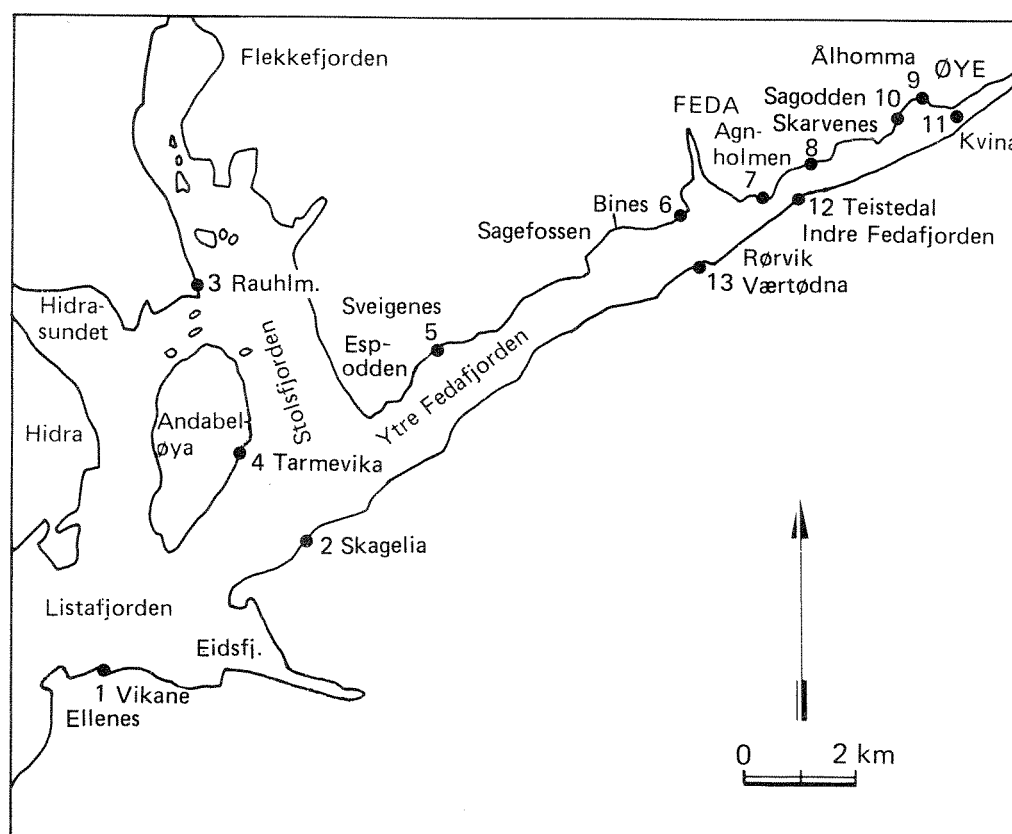 Flekkefjorden
Ålhomma 9 ØYE
FEDA
Sagodden 10
Skarvenes
11
Kvina
Agn-
holmen
8
7
Bines 6
Sagefossen
12 Teistedal
Indre Fedafjorden
Rørvik
13 Værtødna
3 Rauhlm.
Hidra-
sundet
Sveigenes
5
Esp-
odden
Stolsfjorden
Ytre Fedafjorden
Hidra
Andabel-
øya
4 Tarmevika
2 Skagelia
Listafjorden
Eidsfj.
1 Vikane
Ellenes
0 2 km